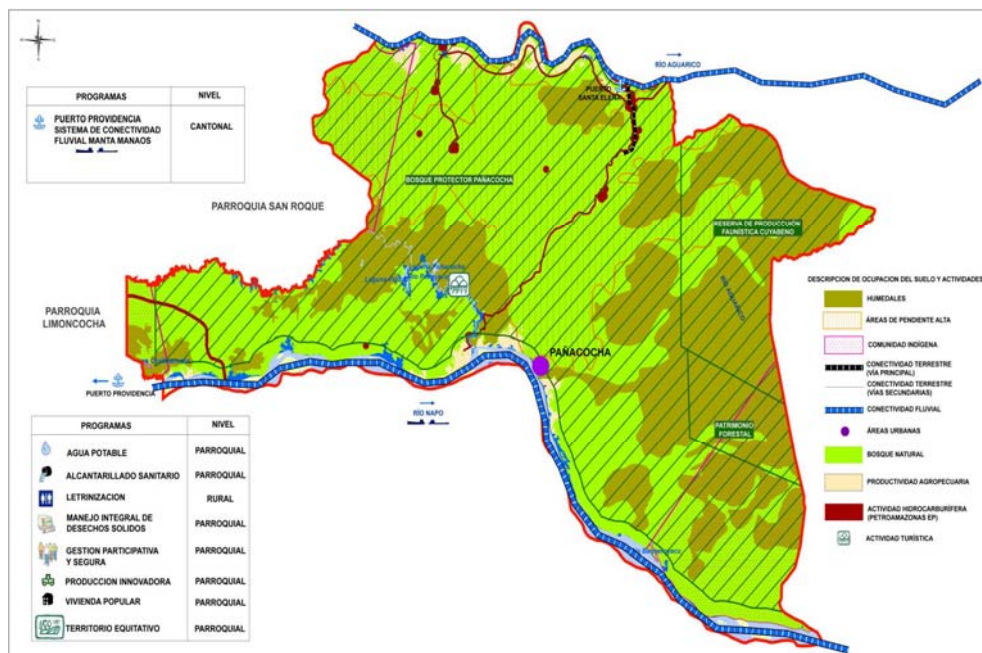 PROGRAMAS NIVEL
PUERTO PROVIDENCIA
SISTEMA DE CONECTIVIDAD
FLUVIAL MANTA MANAOS
CANTONAL
RÍO AGUARICO
PUERTO
SANTA ELENA
BOSQUE PROTECTOR PAÑACOCHA
PARROQUIA SAN ROQUE
RESERVA DE PRODUCCUIÓN
FAUNÍSTICA CUYABENO
PARROQUIA
LIMONCOCHA
PAÑACOCHA
PUERTO PROVIDENCIA
RÍO NAPO
PATRIMONIO
FORESTAL
DESCRIPCION DE OCUPACION DEL SUELO Y ACTIVIDADES
HUMEDALES
ÁREAS DE PENDIENTE ALTA
COMUNIDAD INDÍGENA
CONECTIVIDAD TERRESTRE
(VÍA PRINCIPAL)
CONECTIVIDAD TERRESTRE
(VÍAS SECUNDARIAS)
CONECTIVIDAD FLUVIAL
ÁREAS URBANAS
BOSQUE NATURAL
PRODUCTIVIDAD AGROPECUARIA
ACTIVIDAD HIDROCARBURÍFERA
(PETROAMAZONAS EP)
ACTIVIDAD TURÍSTICA
PROGRAMAS NIVEL
AGUA POTABLE PARROQUIAL
ALCANTARILLADO SANITARIO PARROQUIAL
LETRINIZACION RURAL
MANEJO INTEGRAL DE
DESECHOS SOLIDOS
PARROQUIAL
GESTION PARTICIPATIVA
Y SEGURA
PARROQUIAL
PRODUCCION INNOVADORA PARROQUIAL
VIVIENDA POPULAR PARROQUIAL
TERRITORIO EQUITATIVO PARROQUIAL